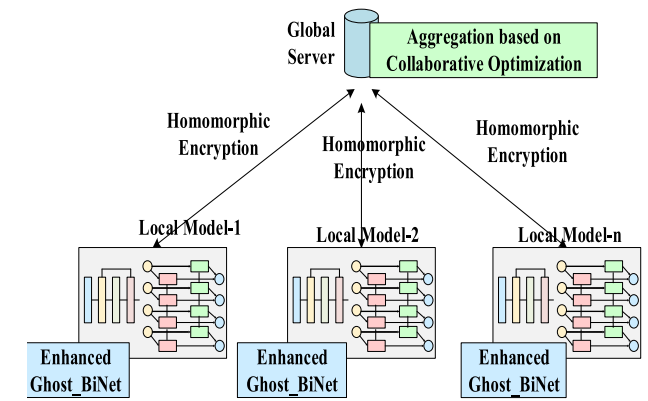 Global
Server
Aggregation based on
Collaborative Optimization
Homomorphic
Encryption
Homomorphic
Encryption
Homomorphic
Encryption
Local Model-1
Local Model-2
Local Model-n
Enhanced
Ghost_BiNet
Enhanced
Ghost_BiNet
Enhanced
Ghost_BiNet